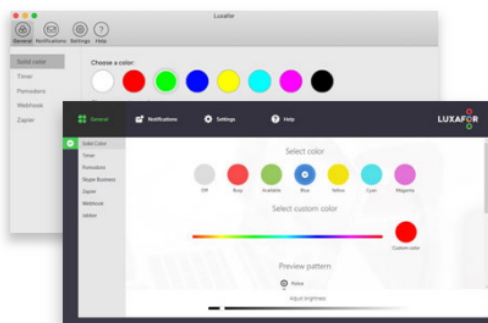 Luxafor
General Notifications Settings Help
Solid color
Choose a color:
Timer
Pomodoro
Webhook
Zapier
General Notifications Settings Help LUXAFOR
Solid Color
Select color
Timer
Pomodoro
Skype Business
Zapier
Webhook
Off Busy Available Blue Yellow Cyan Magenta
Select custom color
Custom color
Preview pattern
Police
Adjust brightness